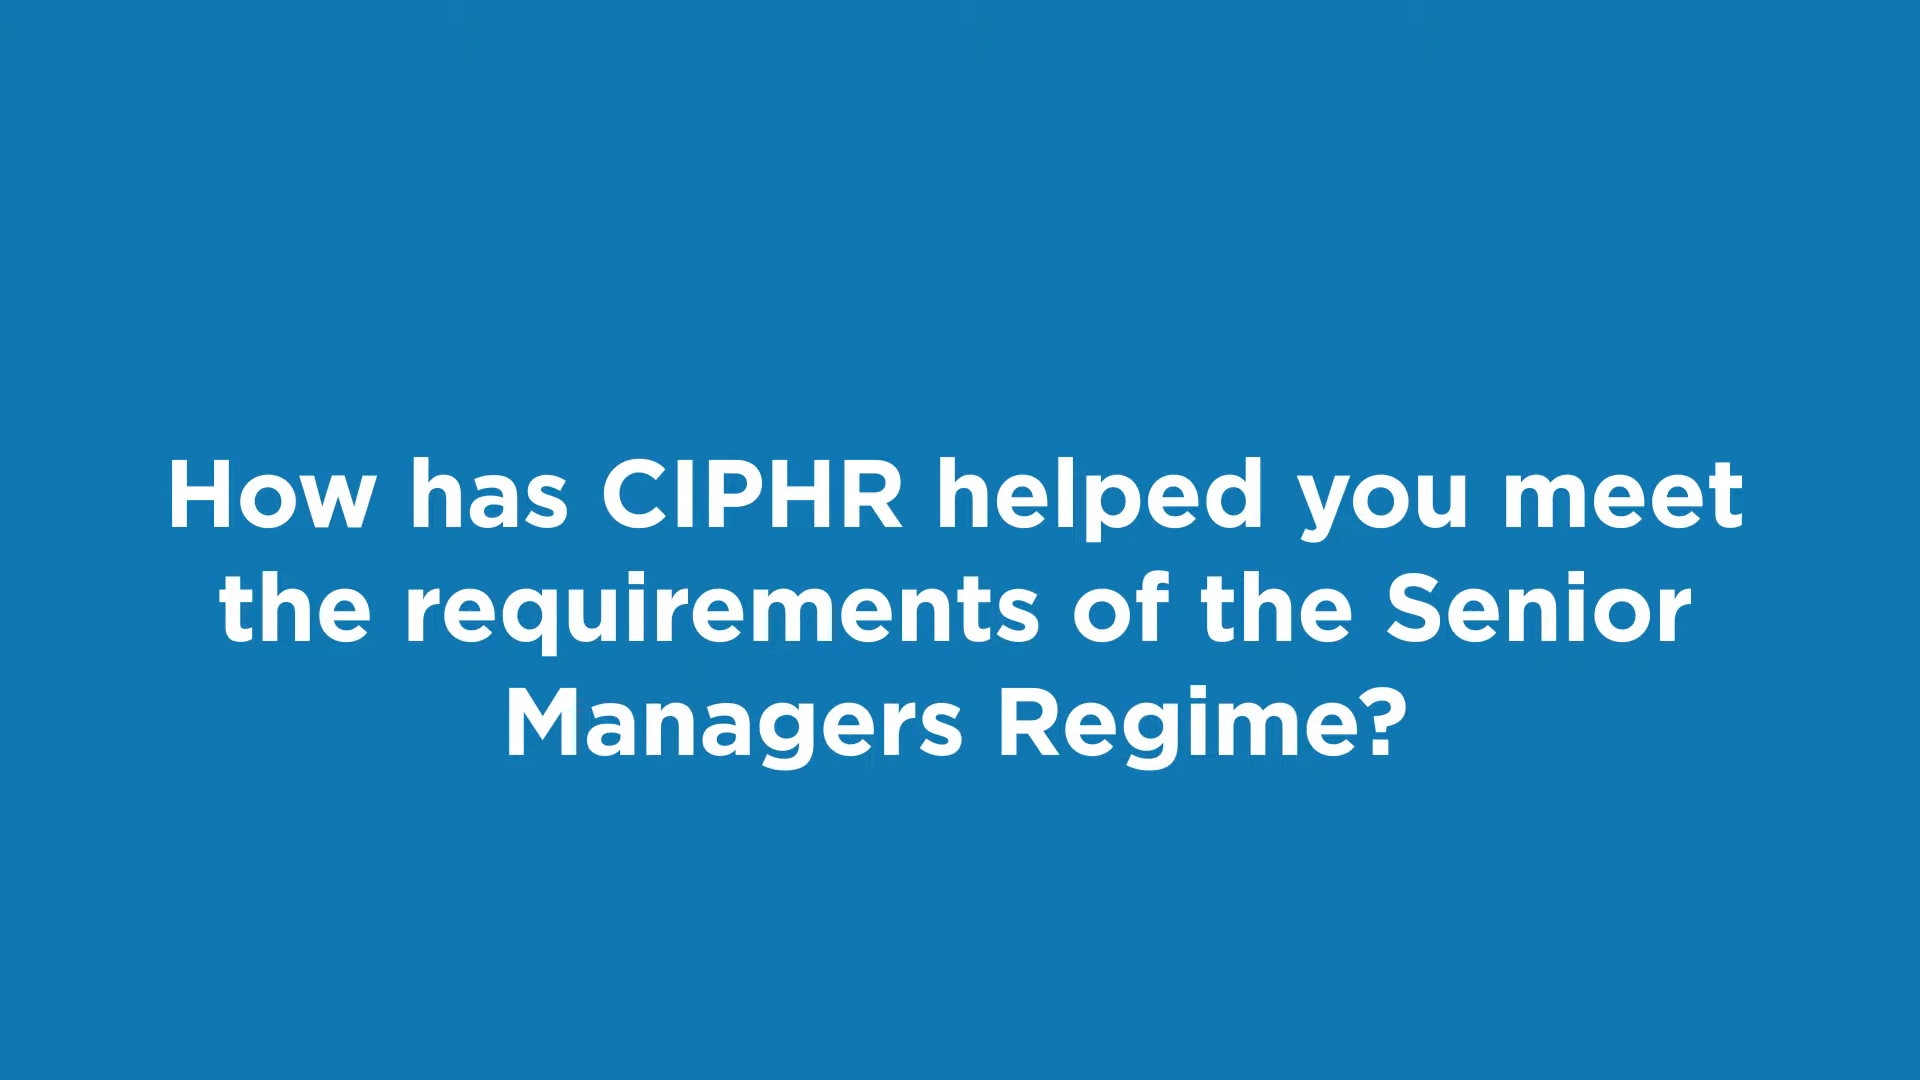 How has CIPHR helped you meet
the requirements of the Senior
Managers Regime?